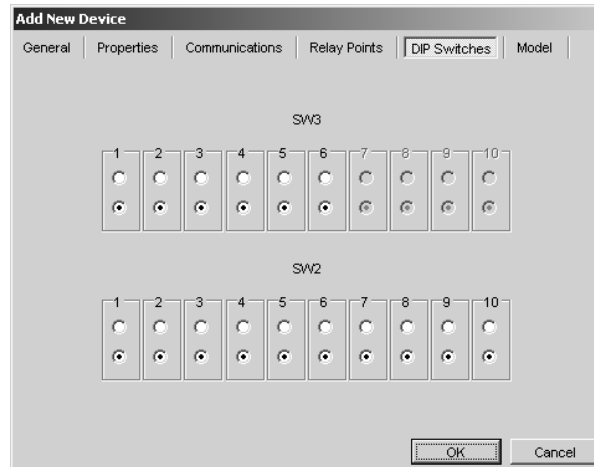 Add New Device
General Properties Communications Relay Points DIP Switches Model
SW3
1 2 3 4 5 6 7 8 9 10
SW2
1 2 3 4 5 6 7 8 9 10
OK Cancel